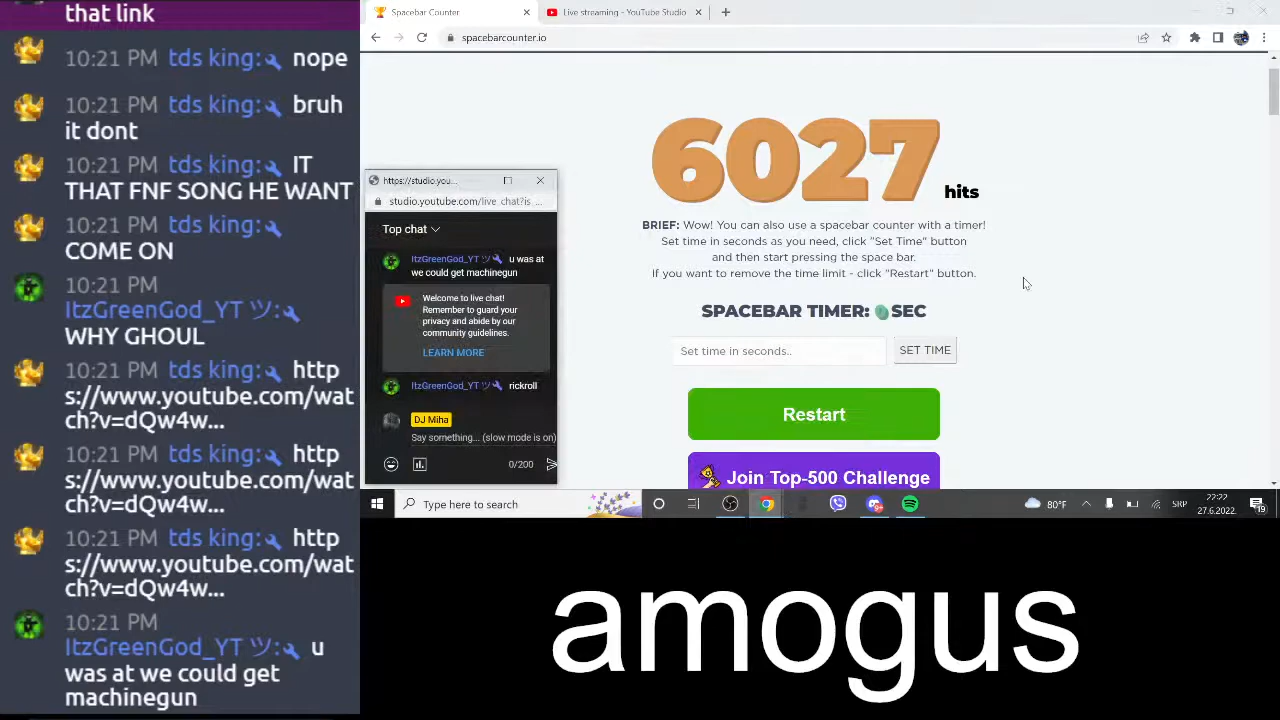 that link
10:21 PM tds king: nope
10:21 PM tds king: bruh
it dont
10:21 PM tds king: IT
THAT FNF SONG HE WANT
10:21 PM tds king:
COME ON
10:21 PM
ItzGreenGod_YT ツ:
WHY GHOUL
10:21 PM tds king: http
s://www.youtube.com/wat
ch?v=dQw4w...
10:21 PM tds king: http
s://www.youtube.com/wat
ch?v=dQw4w...
10:21 PM tds king: http
s://www.youtube.com/wat
ch?v=dQw4w...
10:21 PM
ItzGreenGod_YT ツ: u
was at we could get
machinegun
Spacebar Counter
Live streaming - YouTube Studio
spacebarcounter.io
6027 hits
BRIEF: Wow! You can also use a spacebar counter with a timer!
Set time in seconds as you need, click "Set Time" button
and then start pressing the space bar.
If you want to remove the time limit - click "Restart" button.
SPACEBAR TIMER: SEC
Set time in seconds..
SET TIME
Restart
Join Top-500 Challenge
https://studio.you...
studio.youtube.com/live_chat?is_...
Top chat
ItzGreenGod_YT ツ u was at
we could get machinegun
Welcome to live chat!
Remember to guard your
privacy and abide by our
community guidelines.
LEARN MORE
ItzGreenGod_YT ツ rickroll
DJ Miha
Say something... (slow mode is on)
0/200
Type here to search
80°F
SRP
22:22
27.6.2022.
amogus